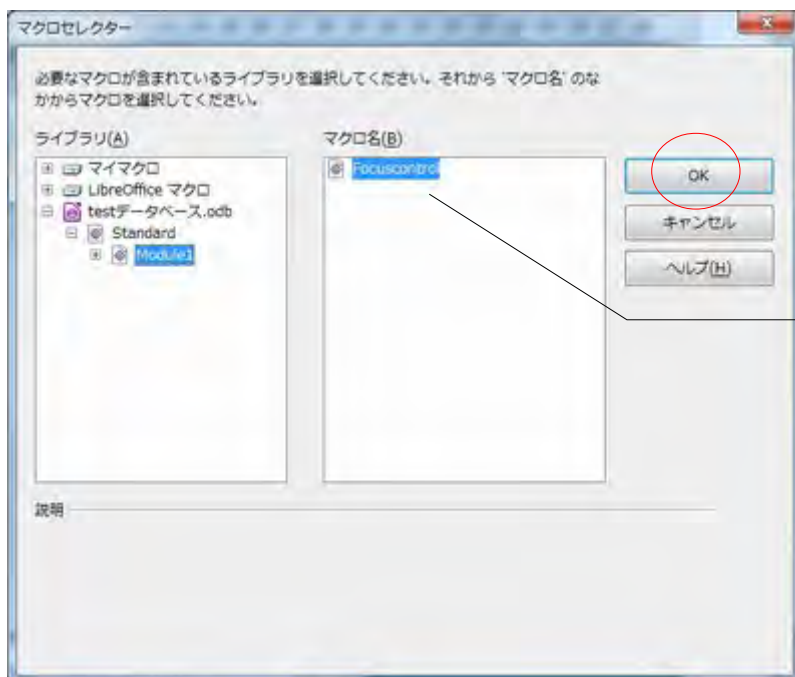 マクロセレクター
必要なマクロが含まれているライブラリを選択してください。それから 'マクロ名' のな
かからマクロを選択してください。
ライブラリ(A)
マクロ名(B)
マイマクロ
LibreOffice マクロ
testデータベース.odb
Standard
Module1
Focuscontrol
OK
キャンセル
ヘルプ(H)
説明